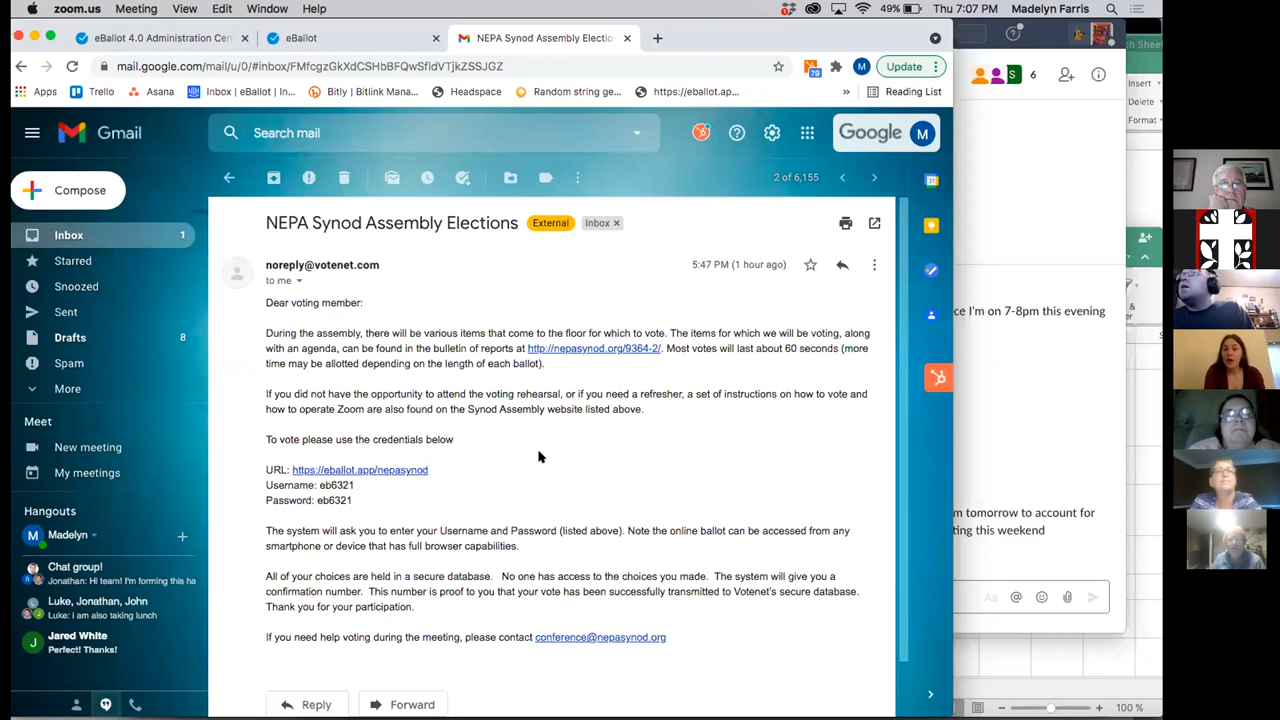 zoom.us Meeting View Edit Window Help 49% Thu 7:07 PM Madelyn Farris
eBallot 4.0 Administration Cen × eBallot × NEPA Synod Assembly Electio ×
mail.google.com/mail/u/0/#inbox/FMfcgzGkXdCSHbBFQwSfldVTjkZSSJGZ 79 M Update
Apps Trello Asana Inbox | eBallot | In... Bitly | Bitlink Mana... Headspace Random string ge... https://eballot.ap... » Reading List
Gmail Search mail Google M
Compose
2 of 6,155
Inbox 1
Starred
Snoozed
Sent
Drafts 8
Spam
More
Meet
New meeting
My meetings
Hangouts
Madelyn
Chat group!
Jonathan: Hi team! I'm forming this ha
Luke, Jonathan, John
Luke: i am also taking lunch
Jared White
Perfect! Thanks!
NEPA Synod Assembly Elections External Inbox ×
noreply@votenet.com 5:47 PM (1 hour ago)
to me
Dear voting member:
During the assembly, there will be various items that come to the floor for which to vote. The items for which we will be voting, along
with an agenda, can be found in the bulletin of reports at http://nepasynod.org/9364-2/. Most votes will last about 60 seconds (more
time may be allotted depending on the length of each ballot).
If you did not have the opportunity to attend the voting rehearsal, or if you need a refresher, a set of instructions on how to vote and
how to operate Zoom are also found on the Synod Assembly website listed above.
To vote please use the credentials below
URL: https://eballot.app/nepasynod
Username: eb6321
Password: eb6321
The system will ask you to enter your Username and Password (listed above). Note the online ballot can be accessed from any
smartphone or device that has full browser capabilities.
All of your choices are held in a secure database. No one has access to the choices you made. The system will give you a
confirmation number. This number is proof to you that your vote has been successfully transmitted to Votenet's secure database.
Thank you for your participation.
If you need help voting during the meeting, please contact conference@nepasynod.org
Reply Forward
S 6
ce I'm on 7-8pm this evening
m tomorrow to account for
ting this weekend
Aa
th Sheet
Insert
Delete
Format
100 %